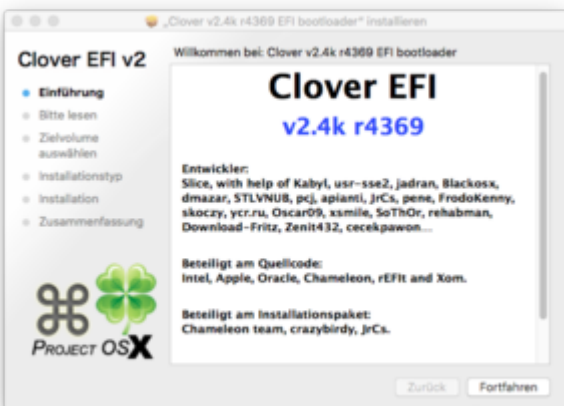 „Clover v2.4k r4369 EFI bootloader“ installieren
Clover EFI v2
Willkommen bei: Clover v2.4k r4369 EFI bootloader
Einführung
Bitte lesen
Zielvolume
auswählen
Installationstyp
Installation
Zusammenfassung
Clover EFI
v2.4k r4369
Entwickler:
Slice, with help of Kabyl, usr-sse2, jadran, Blackosx,
dmazar, STLVNUB, pcj, apianti, JrCs, pene, FrodoKenny,
skoczy, ycr.ru, Oscar09, xsmile, SoThOr, rehabman,
Download-Fritz, Zenit432, cecekpawon...
Beteiligt am Quellcode:
Intel, Apple, Oracle, Chameleon, rEFIt and Xom.
Beteiligt am Installationspaket:
Chameleon team, crazybirdy, JrCs.
PROJECT OSX
Zurück
Fortfahren